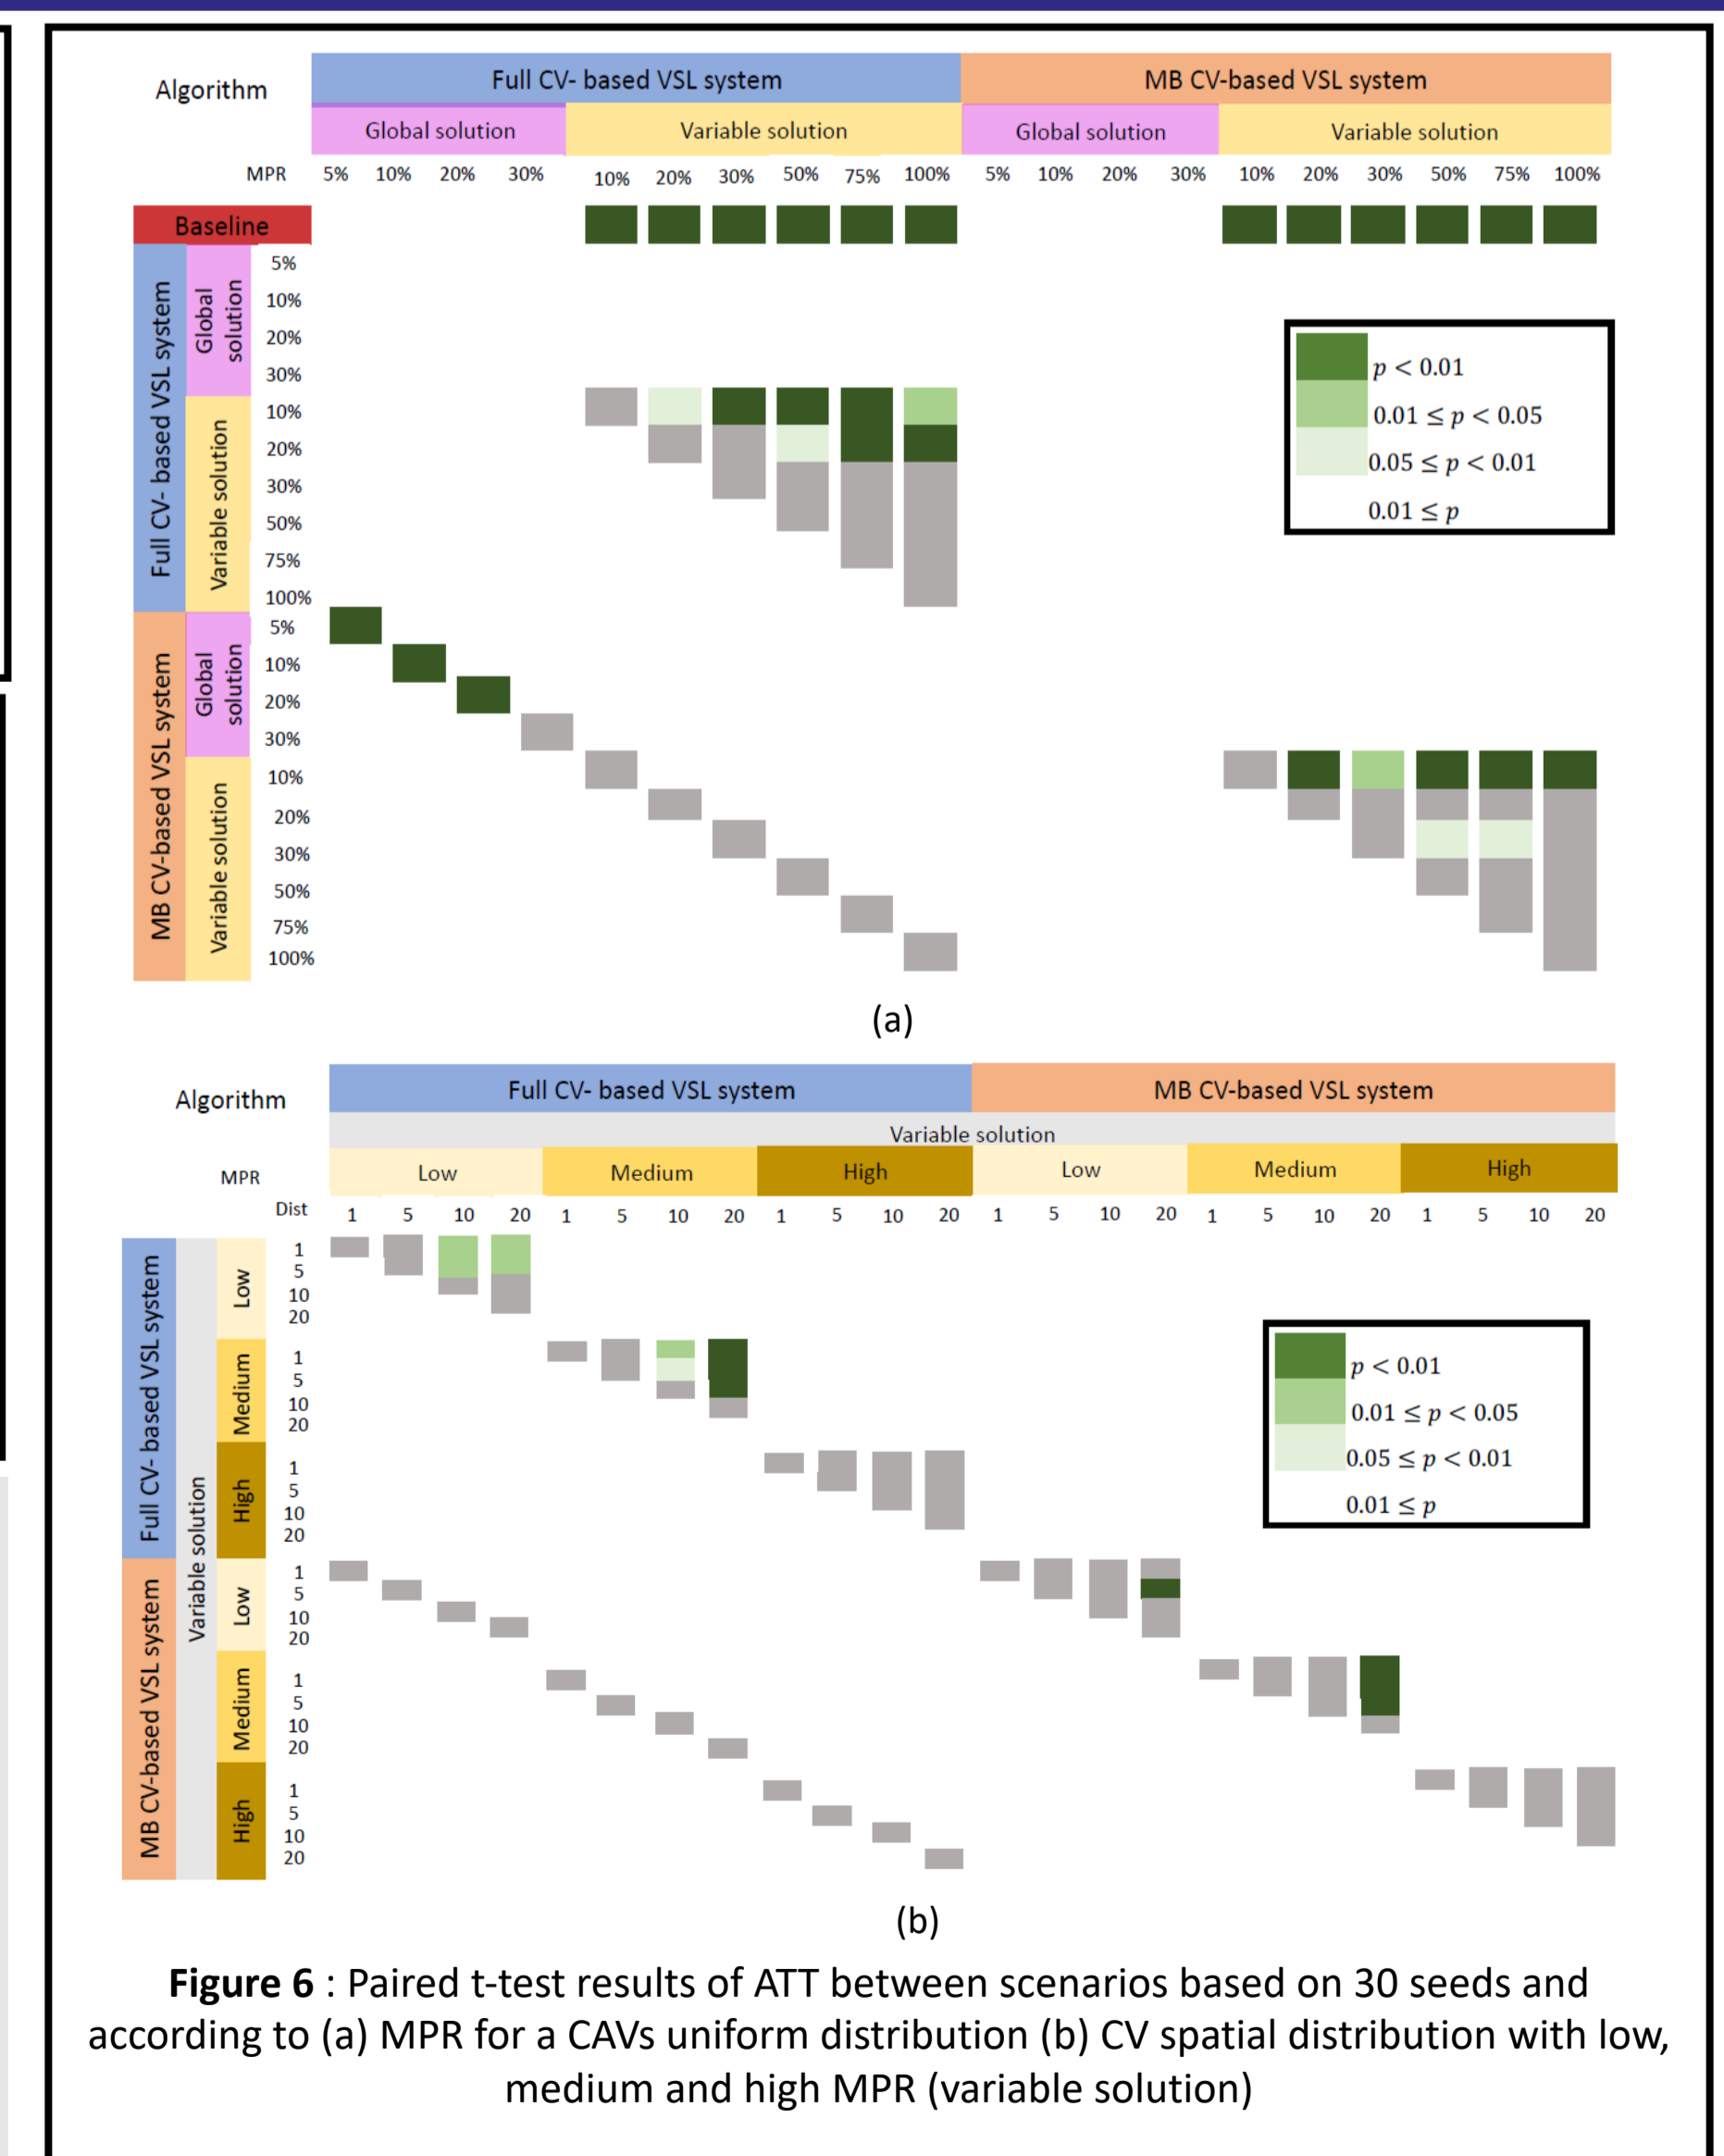 Algorithm
Full CV- based VSL system
MB CV-based VSL system
Global solution
Variable solution
Global solution
Variable solution
MPR 5% 10% 20% 30% 10% 20% 30% 50% 75% 100% 5% 10% 20% 30% 10% 20% 30% 50% 75% 100%
Baseline
Full CV- based VSL system
Global solution
5%
10%
20%
30%
Variable solution
10%
20%
30%
50%
75%
100%
MB CV-based VSL system
Global solution
5%
10%
20%
30%
Variable solution
10%
20%
30%
50%
75%
100%
p < 0.01
0.01 ≤ p < 0.05
0.05 ≤ p < 0.01
0.01 ≤ p
(a)
Algorithm
Full CV- based VSL system
MB CV-based VSL system
Variable solution
MPR Low Medium High Low Medium High
Dist 1 5 10 20 1 5 10 20 1 5 10 20 1 5 10 20 1 5 10 20 1 5 10 20
Full CV- based VSL system
Variable solution
Low
1
5
10
20
Medium
1
5
10
20
High
1
5
10
20
MB CV-based VSL system
Low
1
5
10
20
Medium
1
5
10
20
High
1
5
10
20
p < 0.01
0.01 ≤ p < 0.05
0.05 ≤ p < 0.01
0.01 ≤ p
(b)
Figure 6 : Paired t-test results of ATT between scenarios based on 30 seeds and
according to (a) MPR for a CAVs uniform distribution (b) CV spatial distribution with low,
medium and high MPR (variable solution)